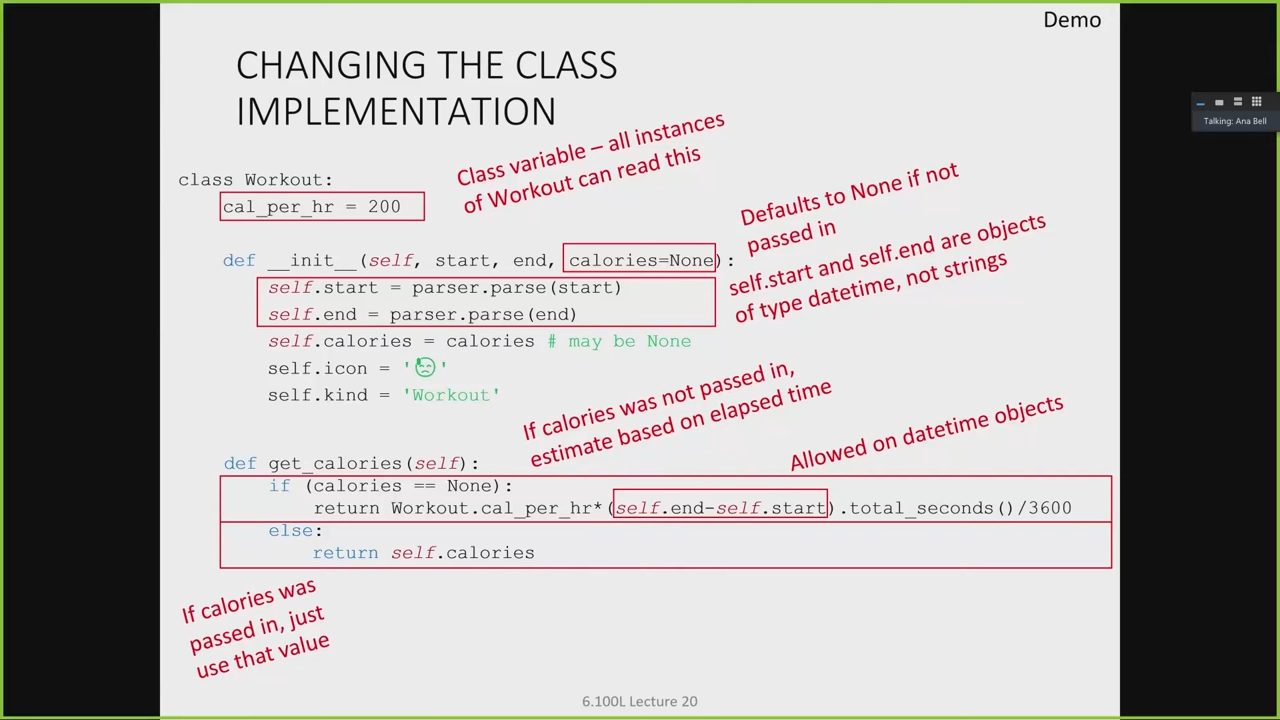 Demo
CHANGING THE CLASS
IMPLEMENTATION
Talking: Ana Bell
Class variable – all instances
of Workout can read this
class Workout:
cal_per_hr = 200
Defaults to None if not
passed in
def __init__(self, start, end, calories=None):
self.start = parser.parse(start)
self.end = parser.parse(end)
self.start and self.end are objects
of type datetime, not strings
self.calories = calories # may be None
self.icon = '😓'
self.kind = 'Workout'
If calories was not passed in,
estimate based on elapsed time
Allowed on datetime objects
def get_calories(self):
if (calories == None):
return Workout.cal_per_hr*(self.end-self.start).total_seconds()/3600
else:
return self.calories
If calories was
passed in, just
use that value
6.100L Lecture 20